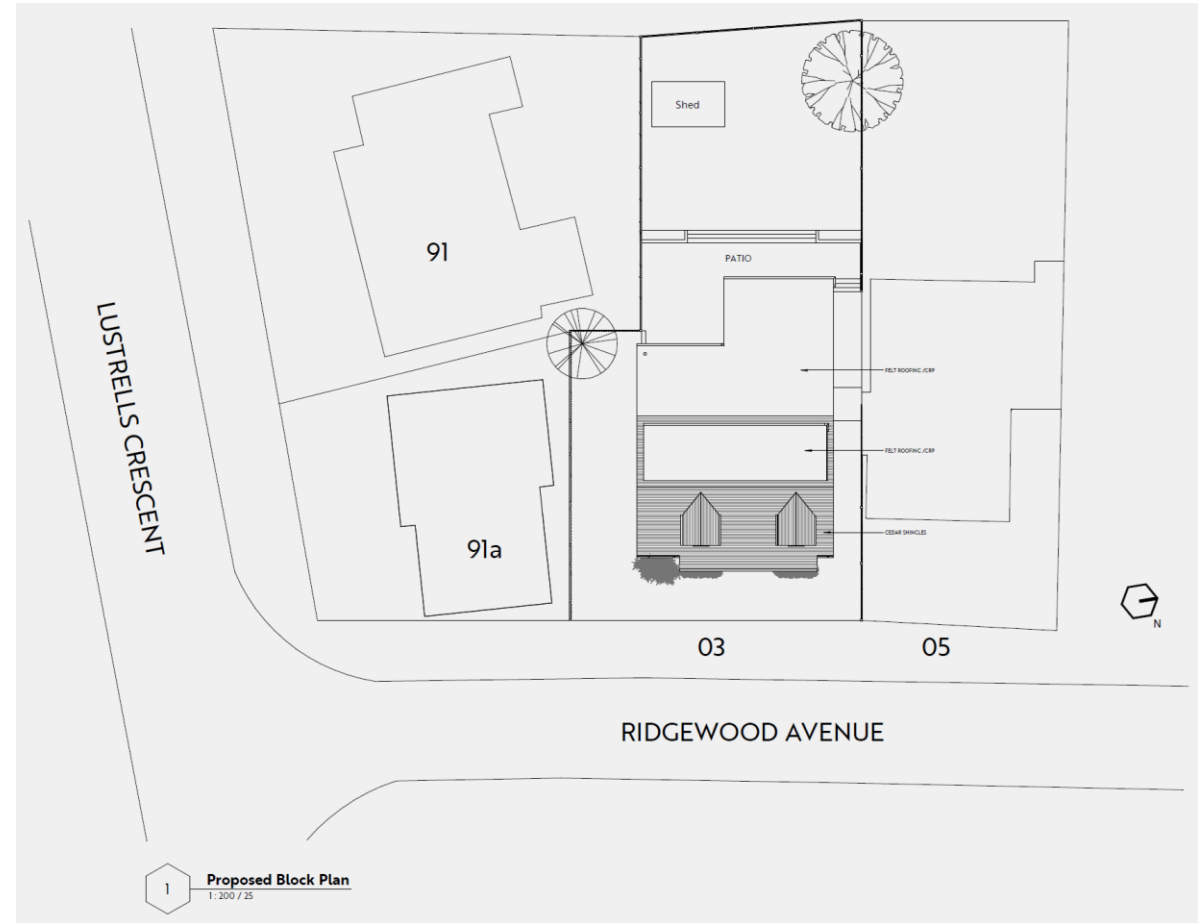 Shed
91
PATIO
LUSTRELLS CRESCENT
FELT ROOFING /GRP
FELT ROOFING /GRP
CEDAR SHINGLES
91a
N
03
05
RIDGEWOOD AVENUE
1
Proposed Block Plan
1 : 200 / 25